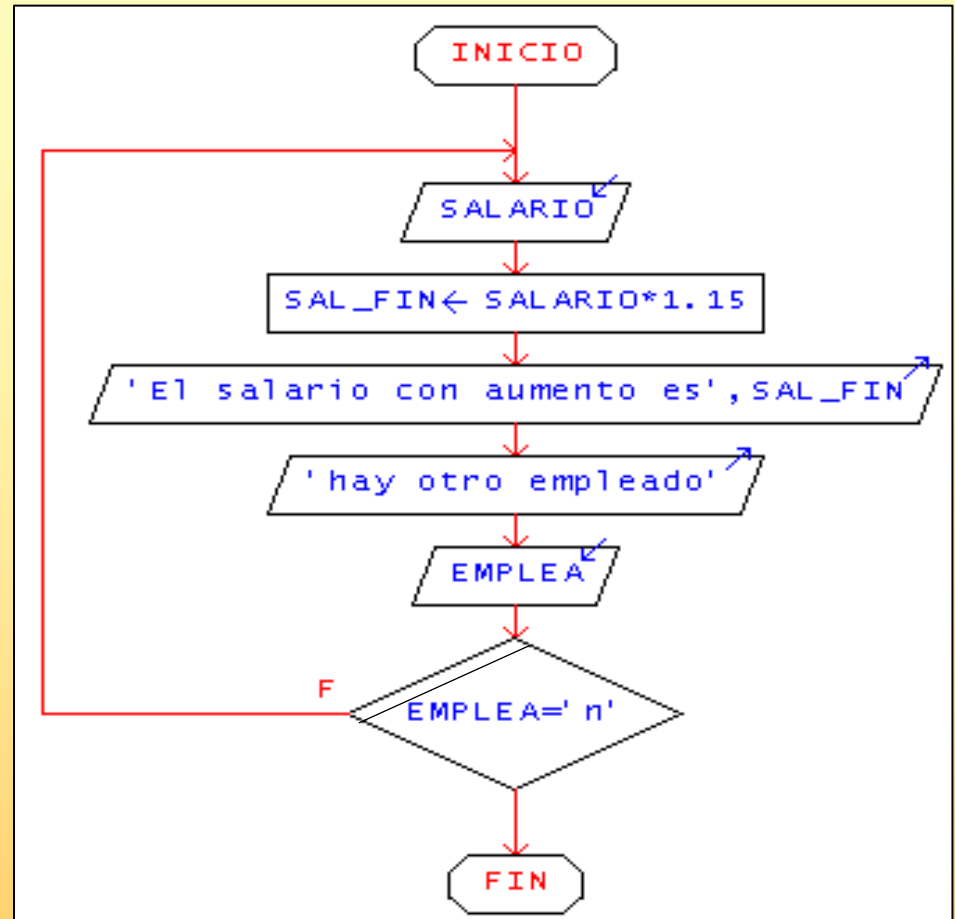 INICIO
SALARIO
SAL_FIN← SALARIO*1.15
'El salario con aumento es',SAL_FIN
'hay otro empleado'
EMPLEA
F
EMPLEA='n'
FIN